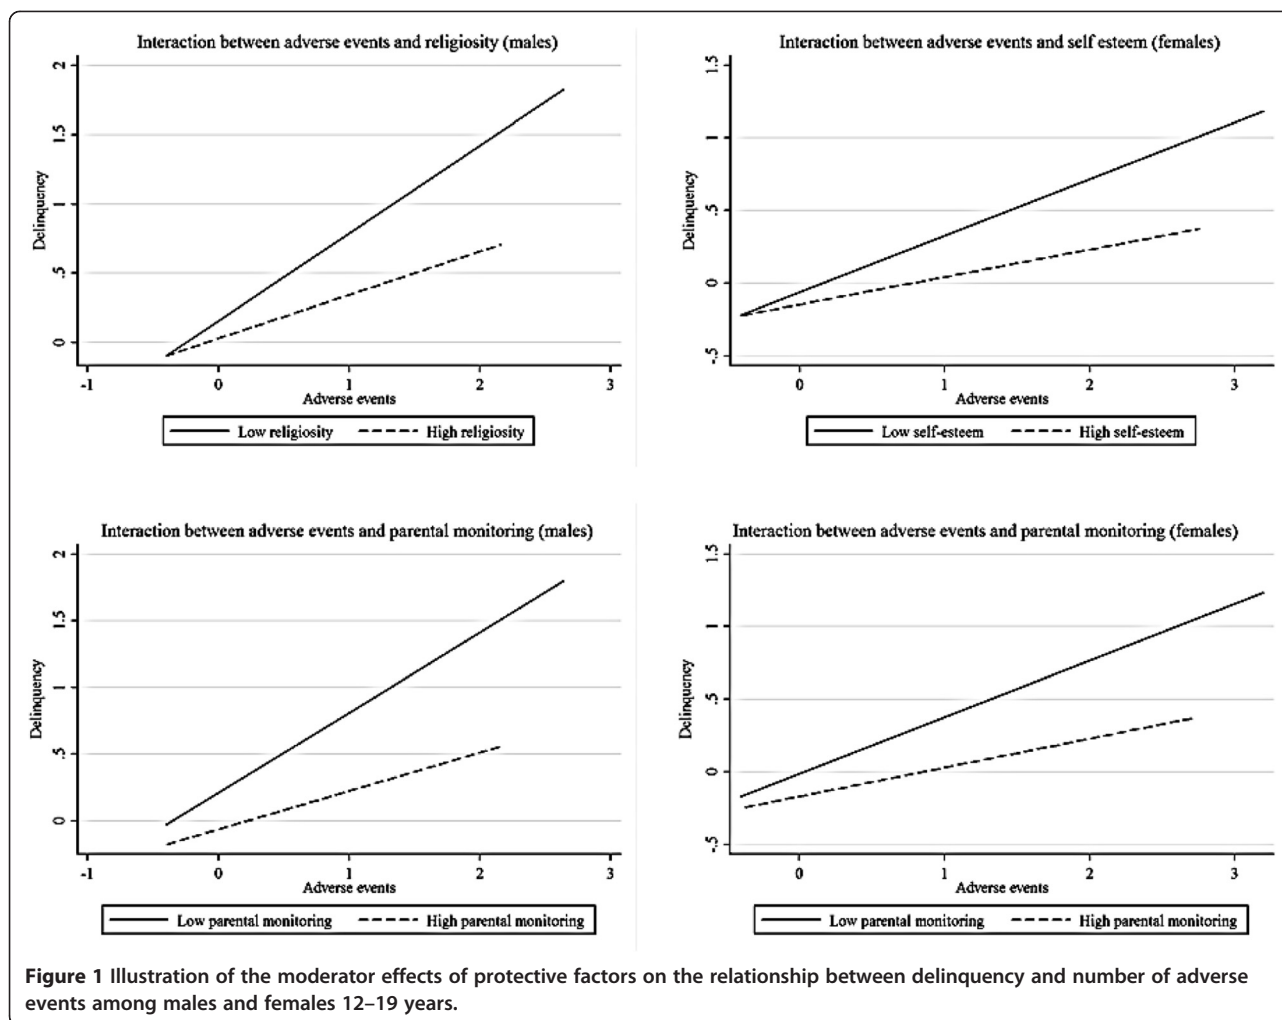 Interaction between adverse events and religiosity (males)
2
1.5
1
.5
0
Delinquency
-1 0 1 2 3
Adverse events
Low religiosity High religiosity
Interaction between adverse events and self esteem (females)
1.5
1
.5
0
-.5
Delinquency
0 1 2 3
Adverse events
Low self-esteem High self-esteem
Interaction between adverse events and parental monitoring (males)
2
1.5
1
.5
0
Delinquency
-1 0 1 2 3
Adverse events
Low parental monitoring High parental monitoring
Interaction between adverse events and parental monitoring (females)
1.5
1
.5
0
-.5
Delinquency
0 1 2 3
Adverse events
Low parental monitoring High parental monitoring
Figure 1 Illustration of the moderator effects of protective factors on the relationship between delinquency and number of adverse
events among males and females 12–19 years.